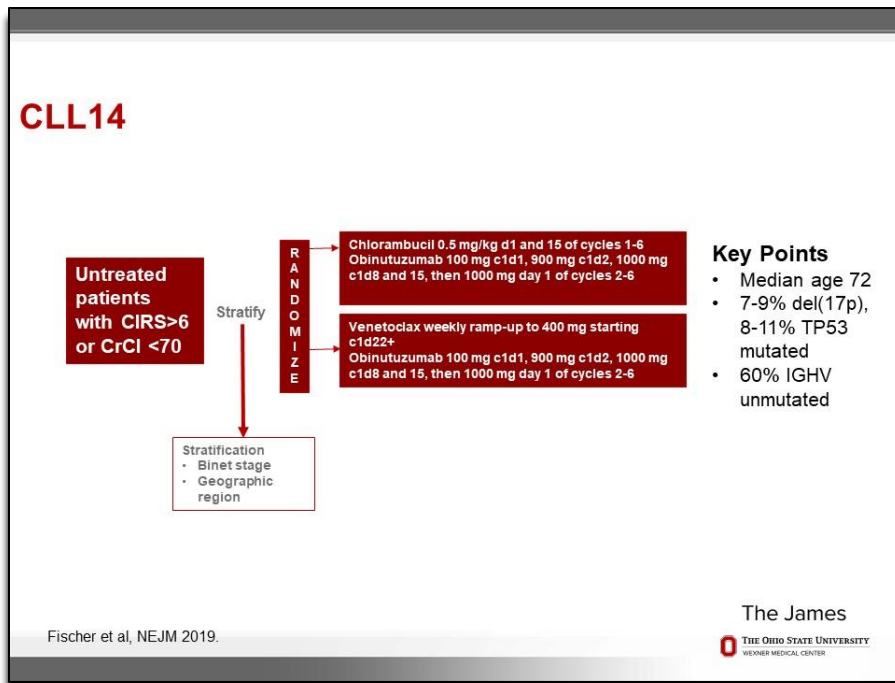 CLL14
Untreated
patients
with CIRS>6
or CrCl <70
Stratify
Stratification
• Binet stage
• Geographic
region
R
A
N
D
O
M
I
Z
E
Chlorambucil 0.5 mg/kg d1 and 15 of cycles 1-6
Obinutuzumab 100 mg c1d1, 900 mg c1d2, 1000 mg
c1d8 and 15, then 1000 mg day 1 of cycles 2-6
Venetoclax weekly ramp-up to 400 mg starting
c1d22+
Obinutuzumab 100 mg c1d1, 900 mg c1d2, 1000 mg
c1d8 and 15, then 1000 mg day 1 of cycles 2-6
Key Points
• Median age 72
• 7-9% del(17p),
8-11% TP53
mutated
• 60% IGHV
unmutated
Fischer et al, NEJM 2019.
The James
THE OHIO STATE UNIVERSITY
WEXNER MEDICAL CENTER